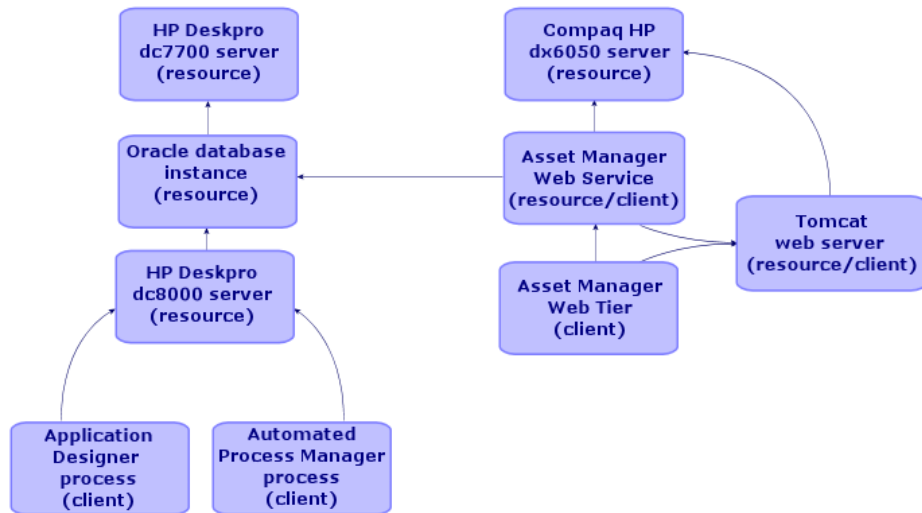 HP Deskpro
dc7700 server
(resource)
Compaq HP
dx6050 server
(resource)
Oracle database
instance
(resource)
Asset Manager
Web Service
(resource/client)
Tomcat
web server
(resource/client)
HP Deskpro
dc8000 server
(resource)
Asset Manager
Web Tier
(client)
Application
Designer
process
(client)
Automated
Process Manager
process
(client)